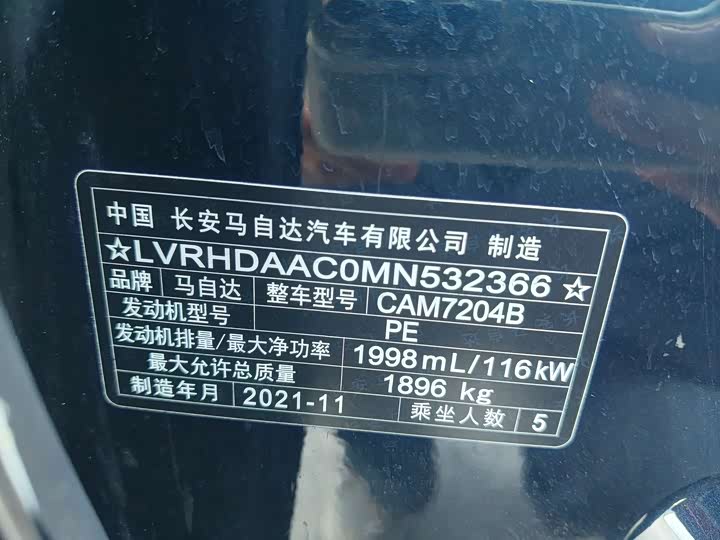 中国 长安马自达汽车有限公司 制造
☆LVRHDAAC0MN532366☆
品牌 马自达 整车型号 CAM7204B
发动机型号 PE
发动机排量/最大净功率 1998mL/116kW
最大允许总质量 1896 kg
制造年月 2021-11 乘坐人数 5